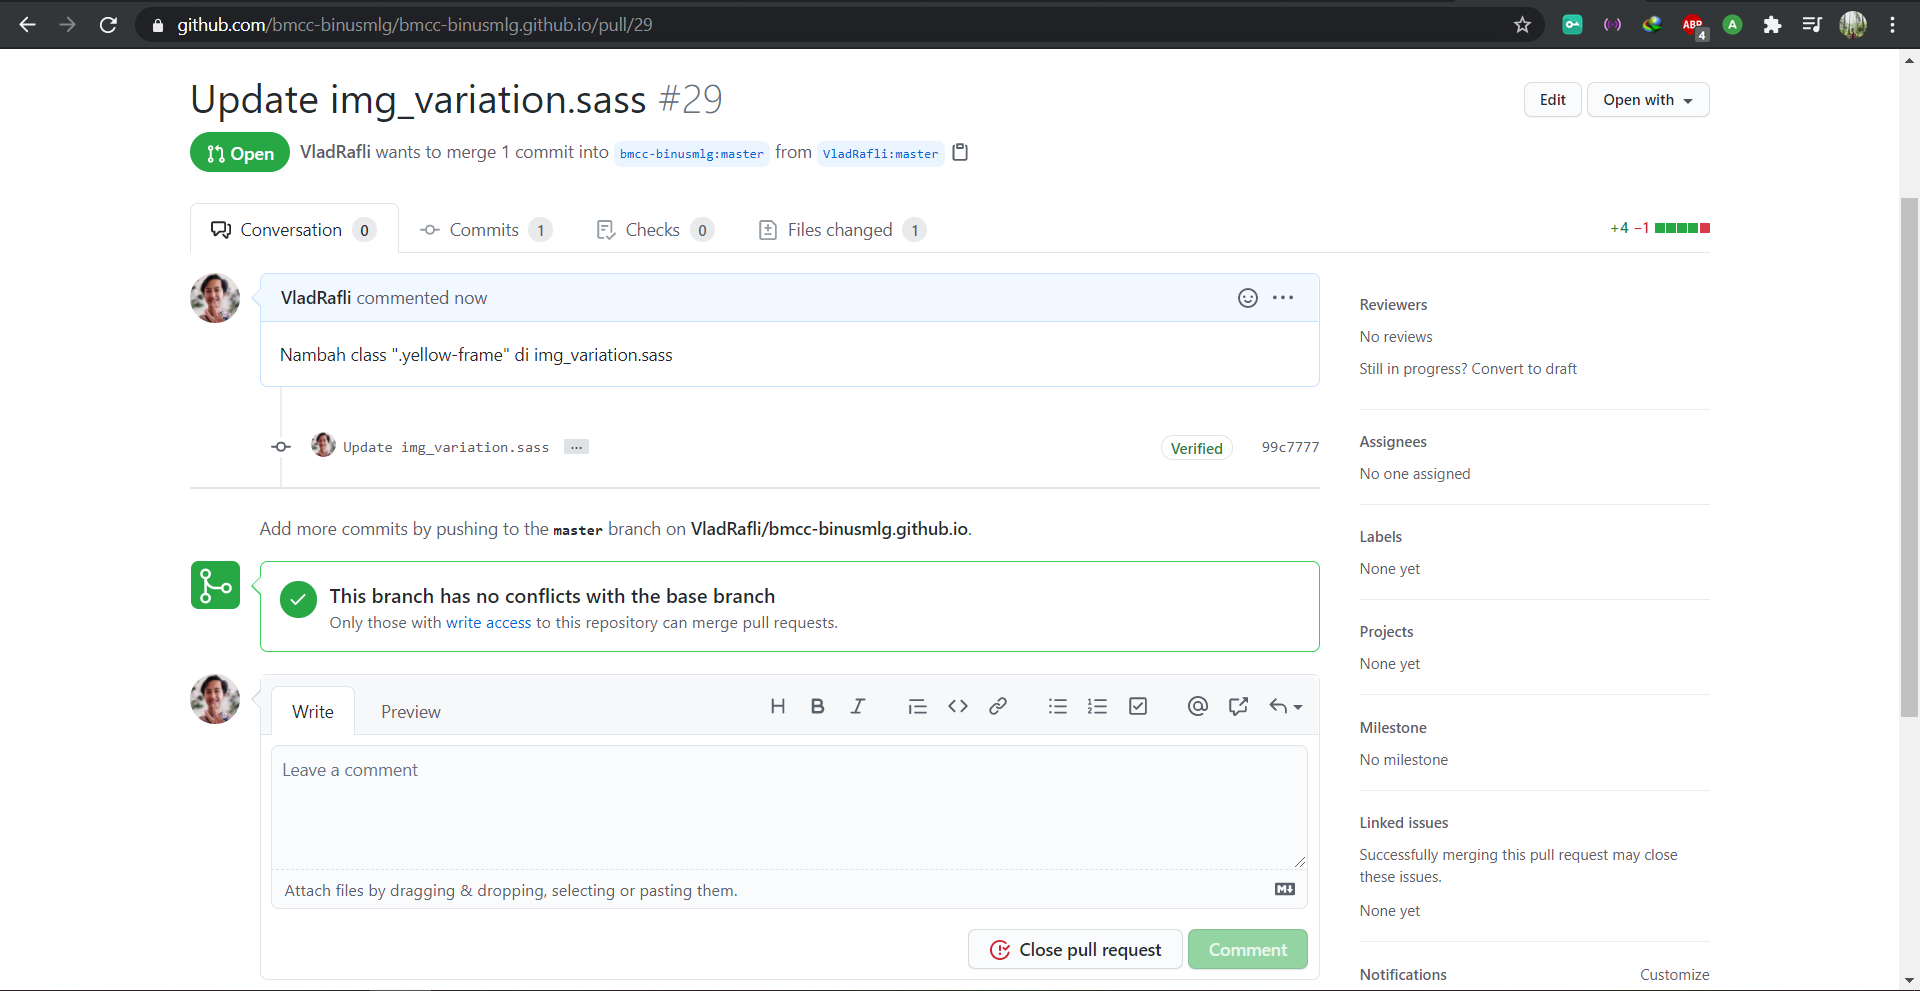 github.com/bmcc-binusmlg/bmcc-binusmlg.github.io/pull/29
ABP
4
A
Update img_variation.sass #29
Edit
Open with
Open
VladRafli wants to merge 1 commit into bmcc-binusmlg:master from VladRafli:master
Conversation 0
Commits 1
Checks 0
Files changed 1
+4 −1
VladRafli commented now
Nambah class ".yellow-frame" di img_variation.sass
Update img_variation.sass
Verified
99c7777
Add more commits by pushing to the master branch on VladRafli/bmcc-binusmlg.github.io.
This branch has no conflicts with the base branch
Only those with write access to this repository can merge pull requests.
Write
Preview
Leave a comment
Attach files by dragging & dropping, selecting or pasting them.
Close pull request
Comment
Reviewers
No reviews
Still in progress? Convert to draft
Assignees
No one assigned
Labels
None yet
Projects
None yet
Milestone
No milestone
Linked issues
Successfully merging this pull request may close
these issues.
None yet
Notifications
Customize